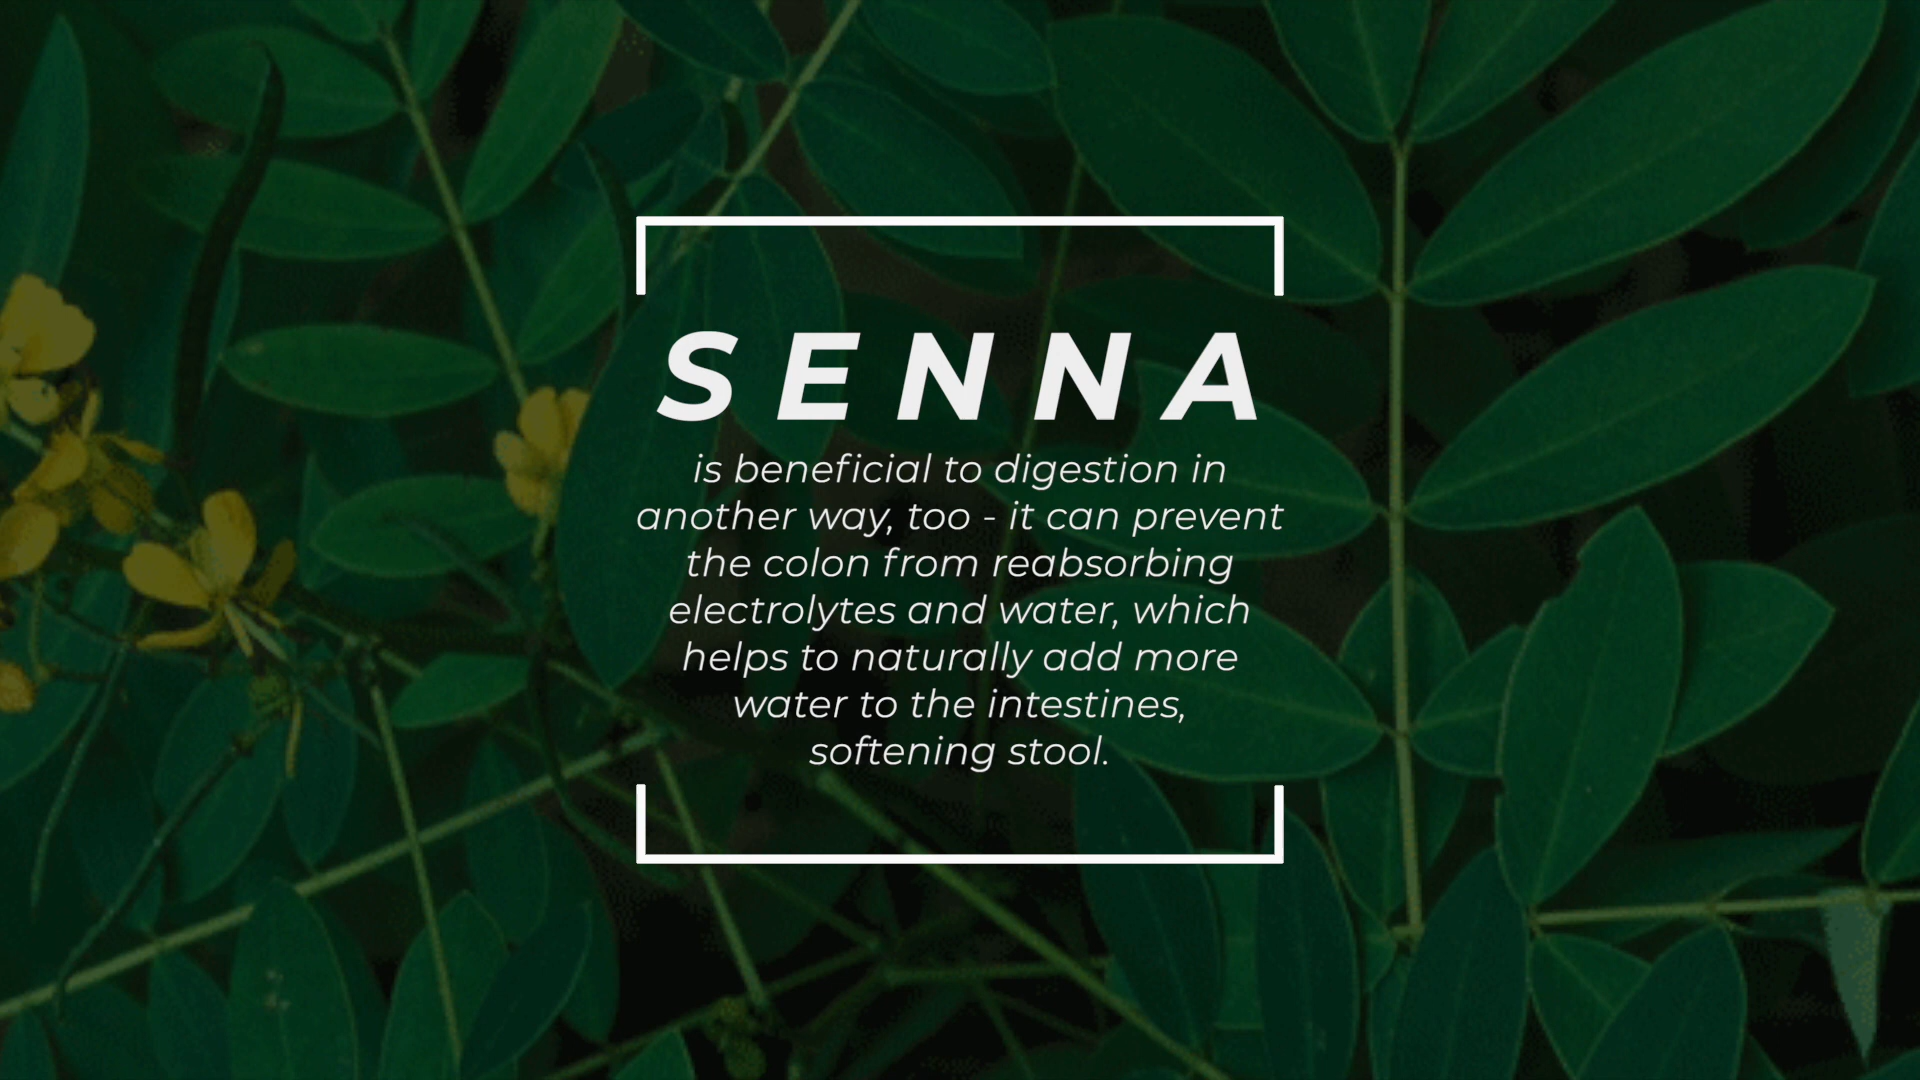 SENNA
is beneficial to digestion in
another way, too - it can prevent
the colon from reabsorbing
electrolytes and water, which
helps to naturally add more
water to the intestines,
softening stool.